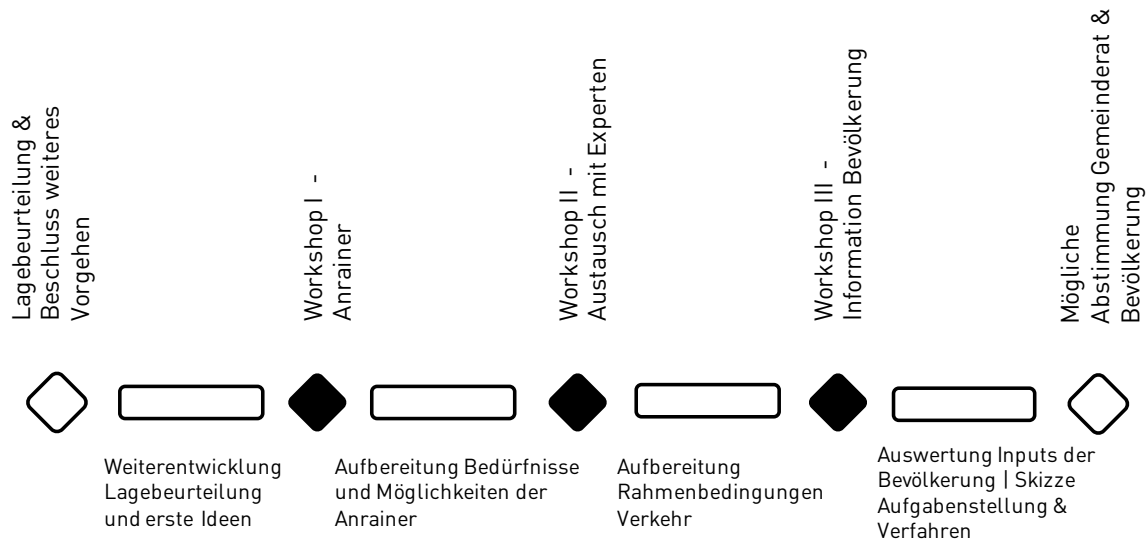 Lagebeurteilung &
Beschluss weiteres
Vorgehen
Workshop I -
Anrainer
Workshop II -
Austausch mit Experten
Workshop III -
Information Bevölkerung
Mögliche
Abstimmung Gemeinderat &
Bevölkerung
Weiterentwicklung
Lagebeurteilung
und erste Ideen
Aufbereitung Bedürfnisse
und Möglichkeiten der
Anrainer
Aufbereitung
Rahmenbedingungen
Verkehr
Auswertung Inputs der
Bevölkerung | Skizze
Aufgabenstellung &
Verfahren